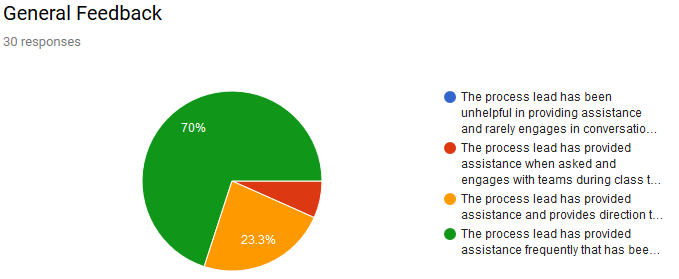 General Feedback
30 responses
70%
23.3%
The process lead has been
unhelpful in providing assistance
and rarely engages in conversatio…
The process lead has provided
assistance when asked and
engages with teams during class t…
The process lead has provided
assistance and provides direction t…
The process lead has provided
assistance frequently that has bee…